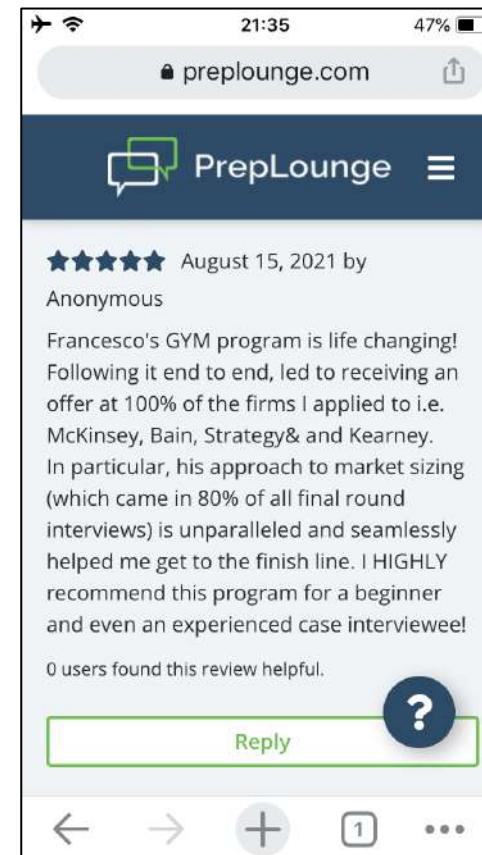 21:35
47%
preplounge.com
PrepLounge
August 15, 2021 by
Anonymous
Francesco's GYM program is life changing!
Following it end to end, led to receiving an
offer at 100% of the firms I applied to i.e.
McKinsey, Bain, Strategy& and Kearney.
In particular, his approach to market sizing
(which came in 80% of all final round
interviews) is unparalleled and seamlessly
helped me get to the finish line. I HIGHLY
recommend this program for a beginner
and even an experienced case interviewee!
0 users found this review helpful.
?
Reply
1